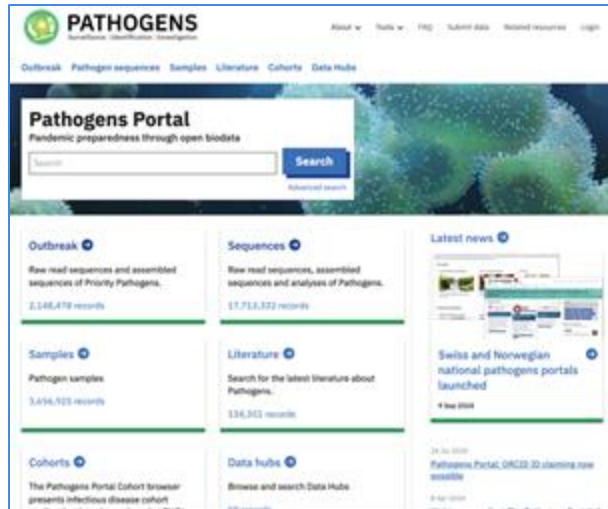 PATHOGENS
Surveillance Identification Investigation
About Tools FAQ Submit data Related resources Login
Outbreak Pathogen sequences Samples Literature Cohorts Data Hubs
Pathogens Portal
Pandemic preparedness through open biodata
Search
Search
Advanced search
Outbreak
Raw read sequences and assembled
sequences of Priority Pathogens.
2,148,478 records
Sequences
Raw read sequences, assembled
sequences and analyses of Pathogens.
17,713,332 records
Samples
Pathogen samples
records
Literature
Search for the latest literature about
Pathogens.
records
Cohorts
The Pathogens Portal Cohort browser
presents infectious disease cohort
Data hubs
Browse and search Data Hubs
records
Latest news
Swiss and Norwegian
national pathogens portals
launched
9 Sep 2024
Pathogens Portal: ORCID ID claiming now
possible